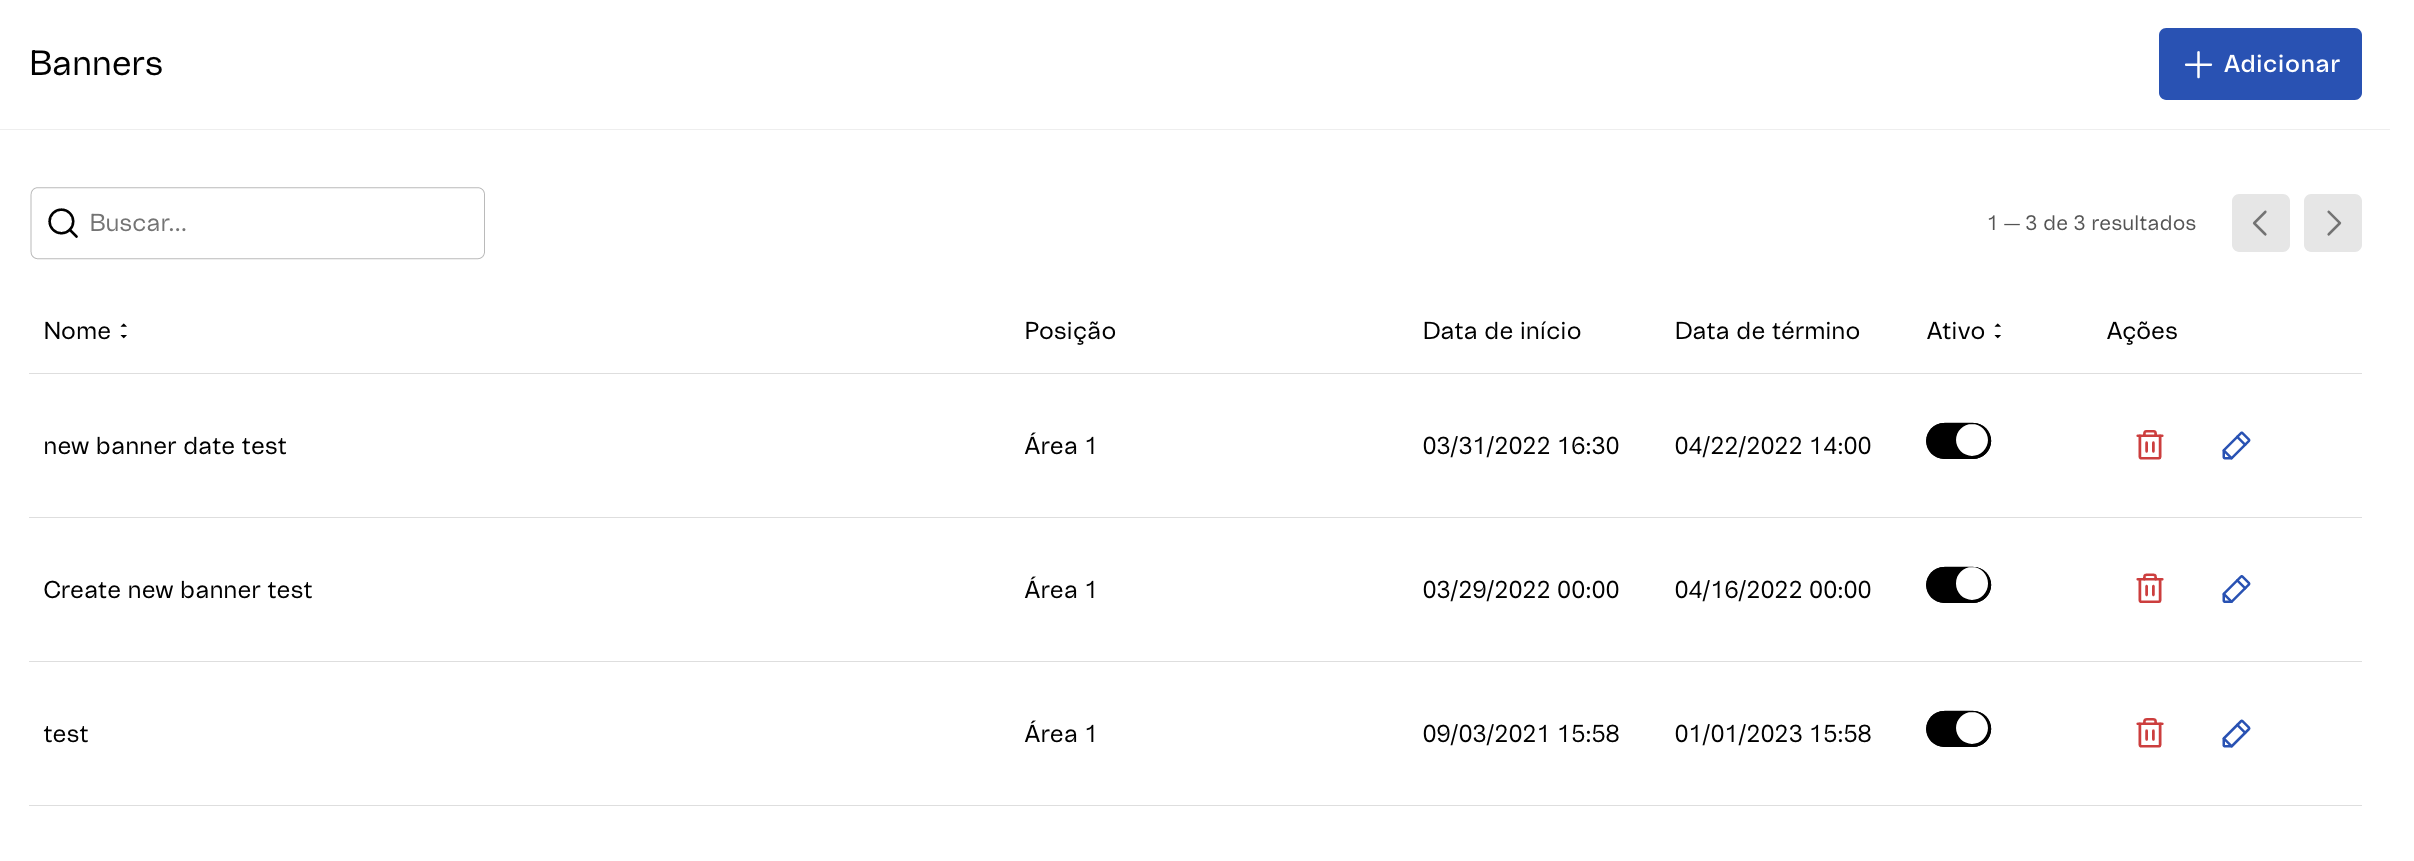 Banners
Adicionar
Buscar...
1 — 3 de 3 resultados
Nome Posição Data de início Data de término Ativo Ações
new banner date test Área 1 03/31/2022 16:30 04/22/2022 14:00
Create new banner test Área 1 03/29/2022 00:00 04/16/2022 00:00
test Área 1 09/03/2021 15:58 01/01/2023 15:58